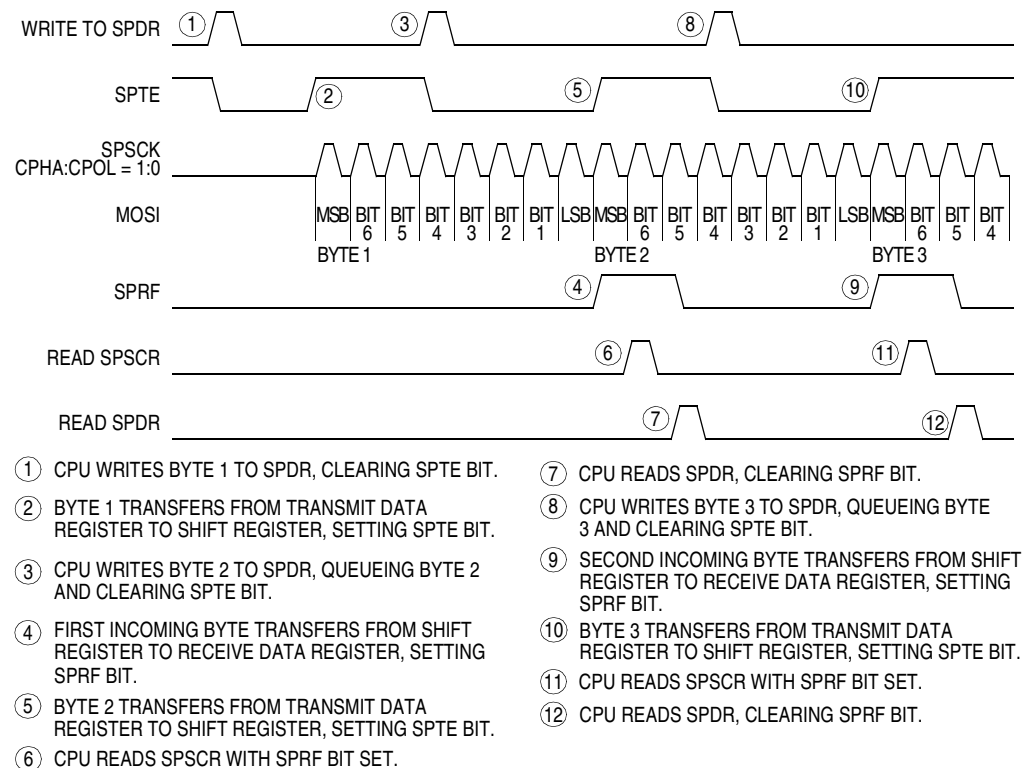 WRITE TO SPDR
1
3
8
SPTE
2
5
10
SPSCK
CPHA:CPOL = 1:0
MOSI
MSB BIT BIT BIT BIT BIT BIT LSB MSB BIT BIT BIT BIT BIT BIT LSB MSB BIT BIT BIT
6 5 4 3 2 1 6 5 4 3 2 1 6 5 4
BYTE 1 BYTE 2 BYTE 3
SPRF
4
9
READ SPSCR
6
11
READ SPDR
7
12
1 CPU WRITES BYTE 1 TO SPDR, CLEARING SPTE BIT.
2 BYTE 1 TRANSFERS FROM TRANSMIT DATA
REGISTER TO SHIFT REGISTER, SETTING SPTE BIT.
3 CPU WRITES BYTE 2 TO SPDR, QUEUEING BYTE 2
AND CLEARING SPTE BIT.
4 FIRST INCOMING BYTE TRANSFERS FROM SHIFT
REGISTER TO RECEIVE DATA REGISTER, SETTING
SPRF BIT.
5 BYTE 2 TRANSFERS FROM TRANSMIT DATA
REGISTER TO SHIFT REGISTER, SETTING SPTE BIT.
6 CPU READS SPSCR WITH SPRF BIT SET.
7 CPU READS SPDR, CLEARING SPRF BIT.
8 CPU WRITES BYTE 3 TO SPDR, QUEUEING BYTE
3 AND CLEARING SPTE BIT.
9 SECOND INCOMING BYTE TRANSFERS FROM SHIFT
REGISTER TO RECEIVE DATA REGISTER, SETTING
SPRF BIT.
10 BYTE 3 TRANSFERS FROM TRANSMIT DATA
REGISTER TO SHIFT REGISTER, SETTING SPTE BIT.
11 CPU READS SPSCR WITH SPRF BIT SET.
12 CPU READS SPDR, CLEARING SPRF BIT.